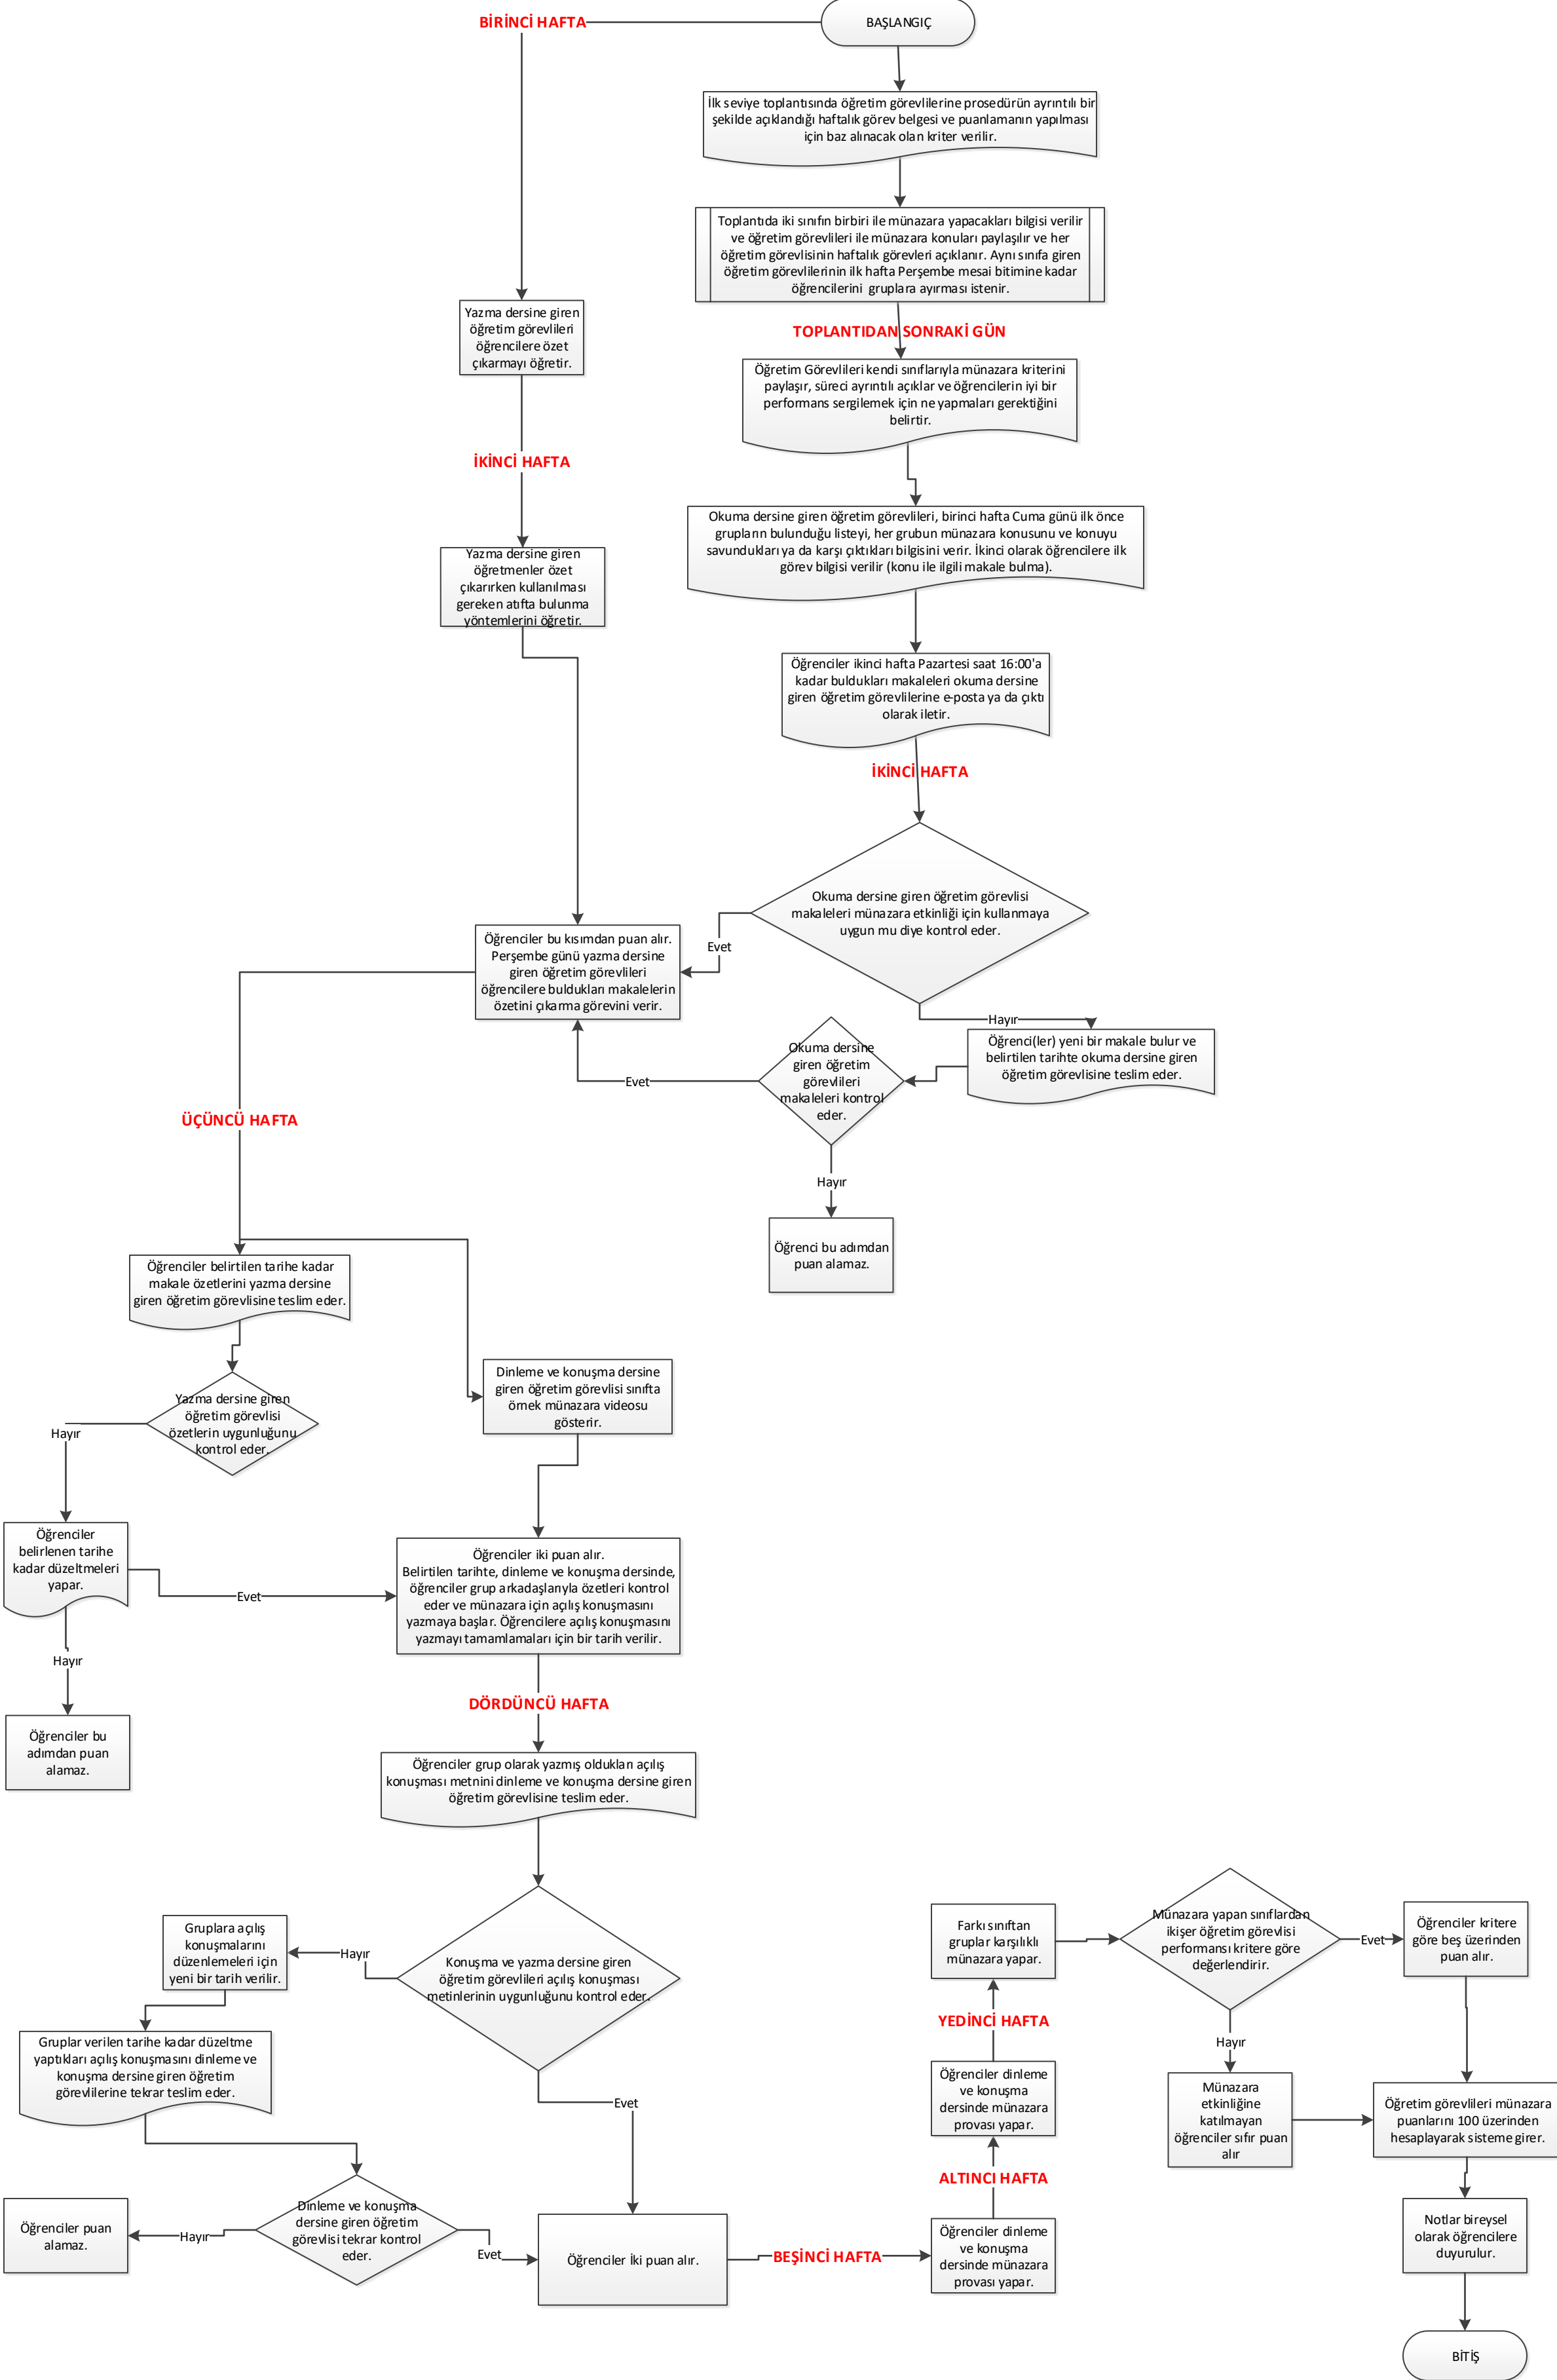 BİRİNCİ HAFTA
BAŞLANGIÇ
İlk seviye toplantısında öğretim görevlilerine prosedürün ayrıntılı bir
şekilde açıklandığı haftalık görev belgesi ve puanlamanın yapılması
için baz alınacak olan kriter verilir.
Toplantıda iki sınıfın birbiri ile münazara yapacakları bilgisi verilir
ve öğretim görevlileri ile münazara konuları paylaşılır ve her
öğretim görevlisinin haftalık görevleri açıklanır. Aynı sınıfa giren
öğretim görevlilerinin ilk hafta Perşembe mesai bitimine kadar
öğrencilerini gruplara ayırması istenir.
Yazma dersine giren
öğretim görevlileri
öğrencilere özet
çıkarmayı öğretir.
TOPLANTIDAN SONRAKİ GÜN
Öğretim Görevlileri kendi sınıflarıyla münazara kriterini
paylaşır, süreci ayrıntılı açıklar ve öğrencilerin iyi bir
performans sergilemek için ne yapmaları gerektiğini
belirtir.
İKİNCİ HAFTA
Okuma dersine giren öğretim görevlileri, birinci hafta Cuma günü ilk önce
grupların bulunduğu listeyi, her grubun münazara konusunu ve konuyu
savundukları ya da karşı çıktıkları bilgisini verir. İkinci olarak öğrencilere ilk
görev bilgisi verilir (konu ile ilgili makale bulma).
Yazma dersine giren
öğretmenler özet
çıkarırken kullanılması
gereken atıfta bulunma
yöntemlerini öğretir.
Öğrenciler ikinci hafta Pazartesi saat 16:00'a
kadar buldukları makaleleri okuma dersine
giren öğretim görevlilerine e-posta ya da çıktı
olarak iletir.
İKİNCİ HAFTA
Okuma dersine giren öğretim görevlisi
makaleleri münazara etkinliği için kullanmaya
uygun mu diye kontrol eder.
Evet
Öğrenciler bu kısımdan puan alır.
Perşembe günü yazma dersine
giren öğretim görevlileri
öğrencilere buldukları makalelerin
özetini çıkarma görevini verir.
Hayır
Öğrenci(ler) yeni bir makale bulur ve
belirtilen tarihte okuma dersine giren
öğretim görevlisine teslim eder.
Okuma dersine
giren öğretim
görevlileri
makaleleri kontrol
eder.
Evet
Hayır
Öğrenci bu adımdan
puan alamaz.
ÜÇÜNCÜ HAFTA
Öğrenciler belirtilen tarihe kadar
makale özetlerini yazma dersine
giren öğretim görevlisine teslim eder.
Dinleme ve konuşma dersine
giren öğretim görevlisi sınıfta
örnek münazara videosu
gösterir.
Yazma dersine giren
öğretim görevlisi
özetlerin uygunluğunu
kontrol eder.
Hayır
Öğrenciler
belirlenen tarihe
kadar düzeltmeleri
yapar.
Evet
Öğrenciler iki puan alır.
Belirtilen tarihte, dinleme ve konuşma dersinde,
öğrenciler grup arkadaşlarıyla özetleri kontrol
eder ve münazara için açılış konuşmasını
yazmaya başlar. Öğrencilere açılış konuşmasını
yazmayı tamamlamaları için bir tarih verilir.
Hayır
Öğrenciler bu
adımdan puan
alamaz.
DÖRDÜNCÜ HAFTA
Öğrenciler grup olarak yazmış oldukları açılış
konuşması metnini dinleme ve konuşma dersine giren
öğretim görevlisine teslim eder.
Konuşma ve yazma dersine giren
öğretim görevlileri açılış konuşması
metinlerinin uygunluğunu kontrol eder.
Hayır
Gruplara açılış
konuşmalarını
düzenlemeleri için
yeni bir tarih verilir.
Gruplar verilen tarihe kadar düzeltme
yaptıkları açılış konuşmasını dinleme ve
konuşma dersine giren öğretim
görevlilerine tekrar teslim eder.
Evet
Dinleme ve konuşma
dersine giren öğretim
görevlisi tekrar kontrol
eder.
Hayır
Öğrenciler puan
alamaz.
Evet
Öğrenciler İki puan alır.
BEŞİNCİ HAFTA
Öğrenciler dinleme
ve konuşma
dersinde münazara
provası yapar.
ALTINCI HAFTA
Öğrenciler dinleme
ve konuşma
dersinde münazara
provası yapar.
YEDİNCİ HAFTA
Farkı sınıftan
gruplar karşılıklı
münazara yapar.
Münazara yapan sınıflardan
ikişer öğretim görevlisi
performansı kritere göre
değerlendirir.
Evet
Öğrenciler kritere
göre beş üzerinden
puan alır.
Hayır
Münazara
etkinliğine
katılmayan
öğrenciler sıfır puan
alır
Öğretim görevlileri münazara
puanlarını 100 üzerinden
hesaplayarak sisteme girer.
Notlar bireysel
olarak öğrencilere
duyurulur.
BİTİŞ